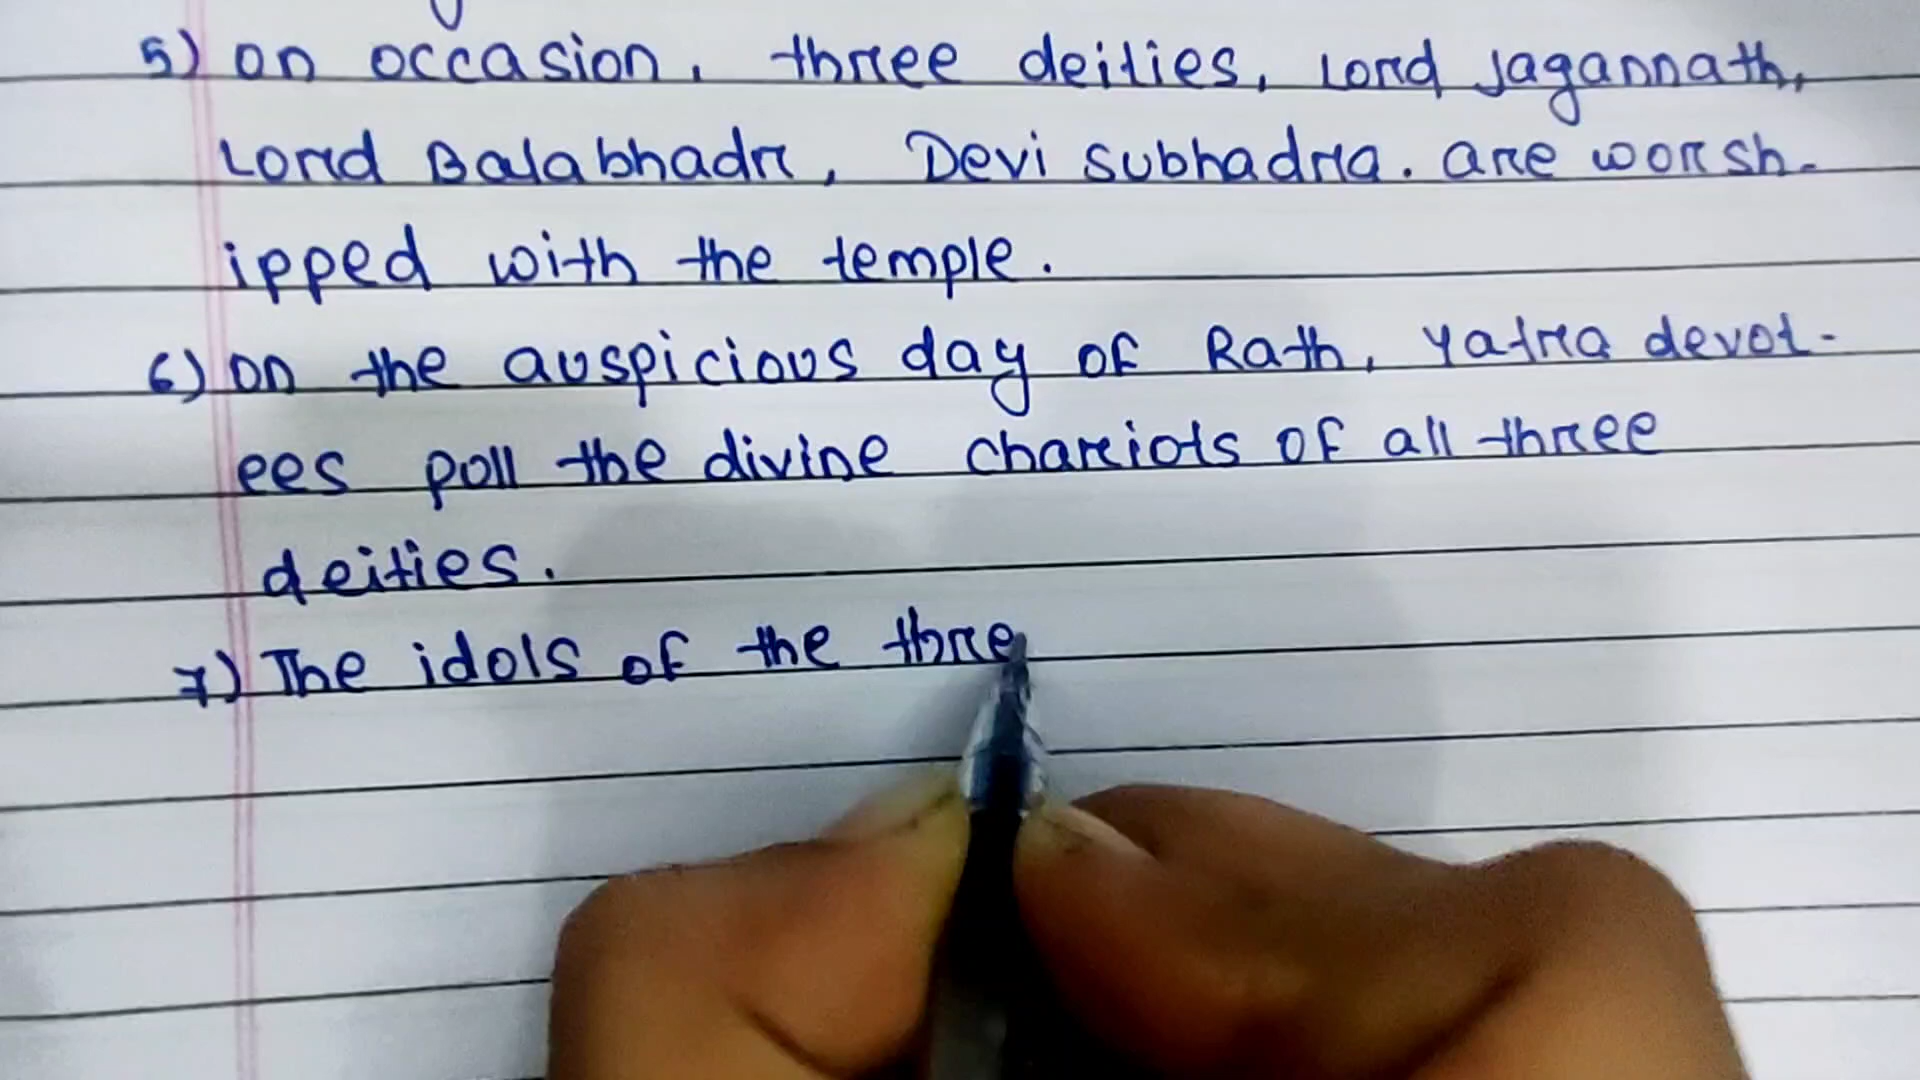 5) on occasion, three deities, Lord Jagannath,
Lord Balabhadr, Devi subhadra. are worsh-
ipped with the temple.
6) on the auspicious day of Rath, Yatra devot-
ees poll the divine chariots of all three
deities.
7) The idols of the thre